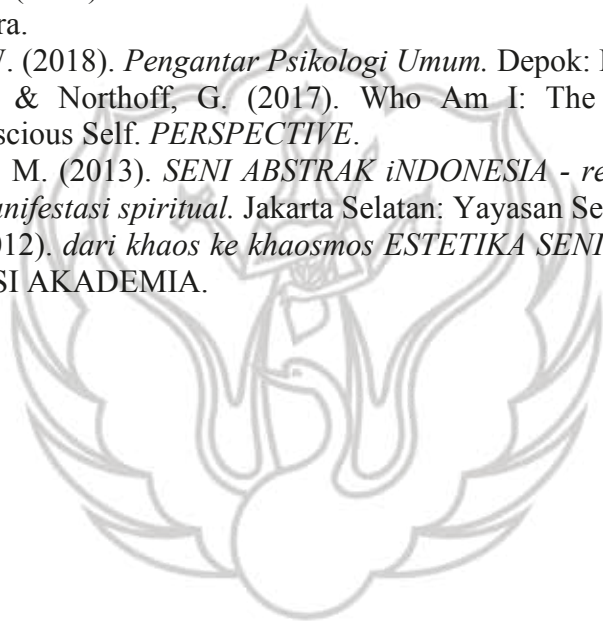 ra.
(2018). Pengantar Psikologi Umum. Depok:
& Northoff, G. (2017). Who Am I: The
scious Self. PERSPECTIVE.
M. (2013). SENI ABSTRAK iNDONESIA - re
anifestasi spiritual. Jakarta Selatan: Yayasan Se
012). dari khaos ke khaosmos ESTETIKA SENI
SI AKADEMIA.